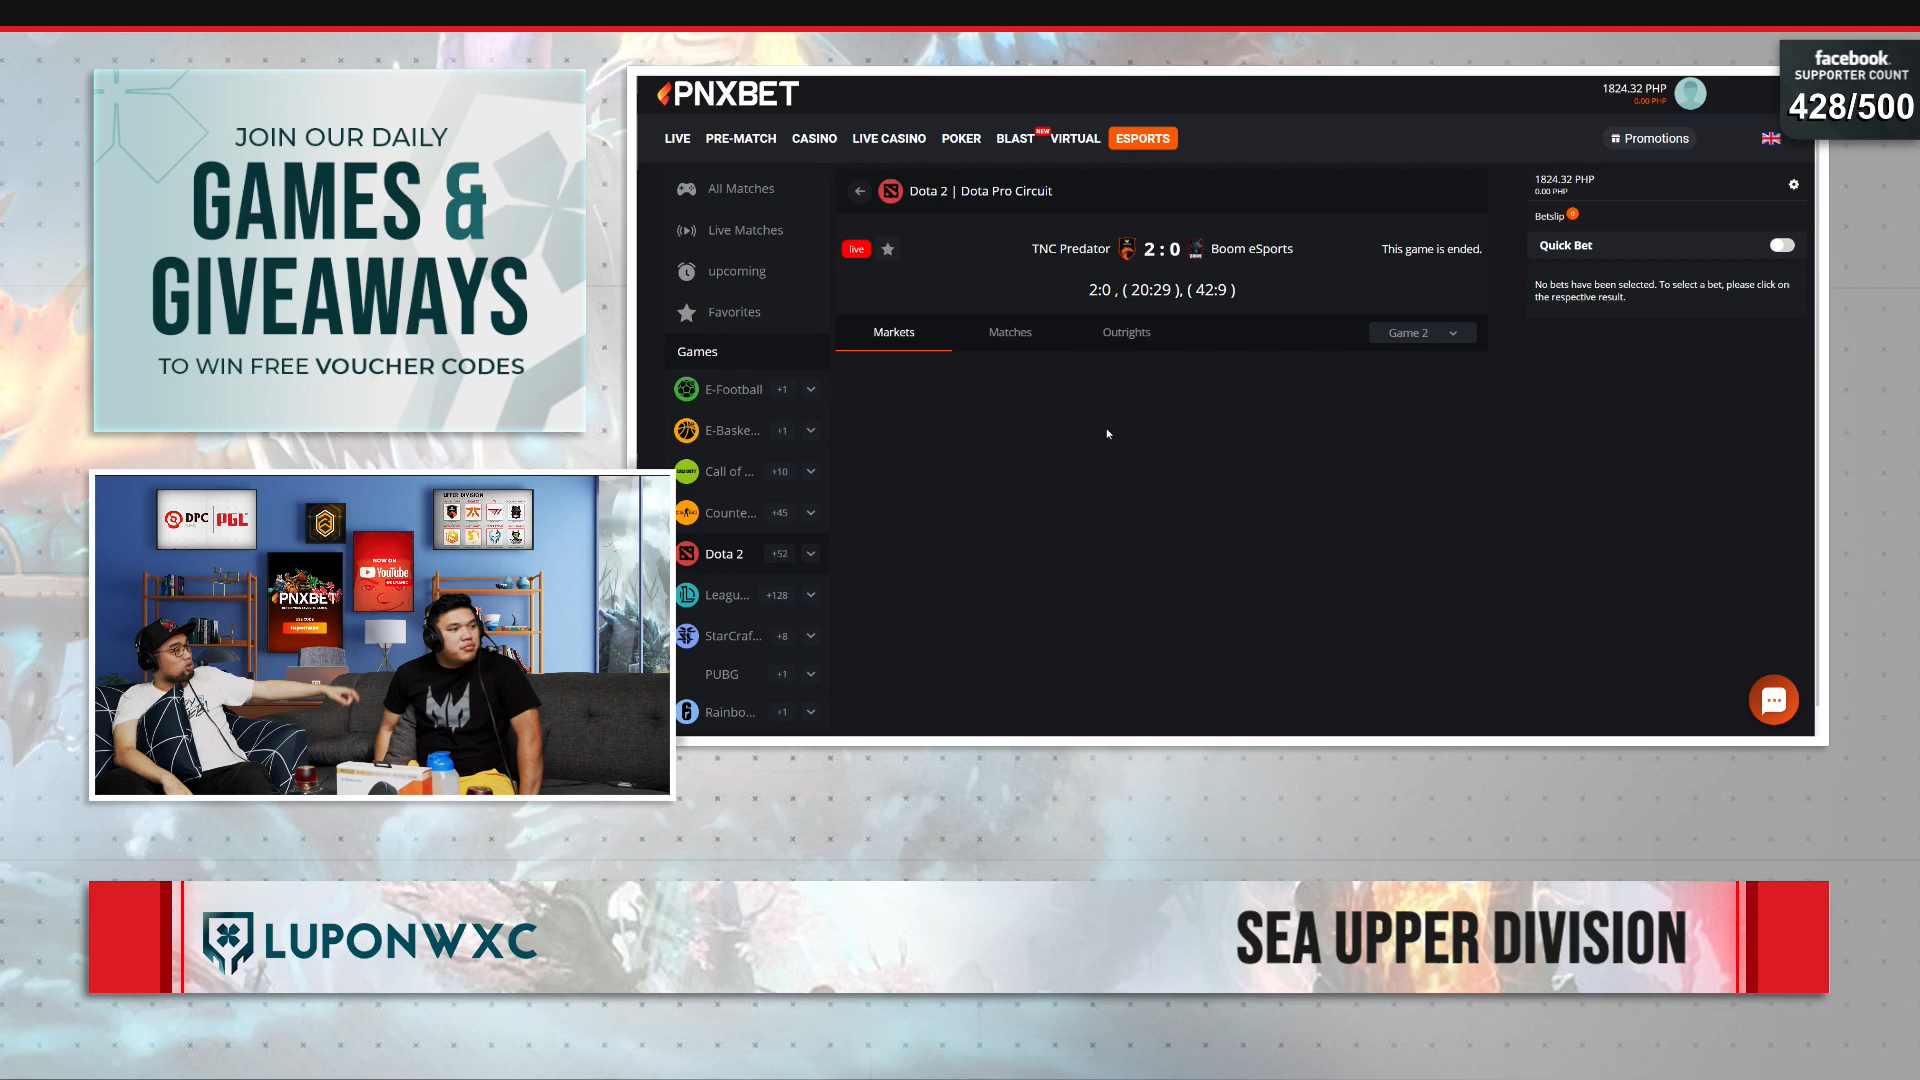 facebook
SUPPORTER COUNT
428/500
JOIN OUR DAILY
GAMES &
GIVEAWAYS
TO WIN FREE VOUCHER CODES
PNXBET
1824.32 PHP
0.00 PHP
LIVE PRE-MATCH CASINO LIVE CASINO POKER BLAST NEW VIRTUAL ESPORTS
Promotions
All Matches
Live Matches
upcoming
Favorites
Games
E-Football +1
E-Baske... +1
Call of ... +10
Counte... +45
Dota 2 +52
Leagu... +128
StarCraf... +8
PUBG +1
Rainbo... +1
Dota 2 | Dota Pro Circuit
live
TNC Predator 2 : 0 Boom eSports
This game is ended.
2:0 , ( 20:29 ), ( 42:9 )
Markets Matches Outrights Game 2
1824.32 PHP
0.00 PHP
Betslip 0
Quick Bet
No bets have been selected. To select a bet, please click on
the respective result.
DPC PGL
UPPER DIVISION
NOW ON
YouTube
PNXBET
LUPONWXC
SEA UPPER DIVISION